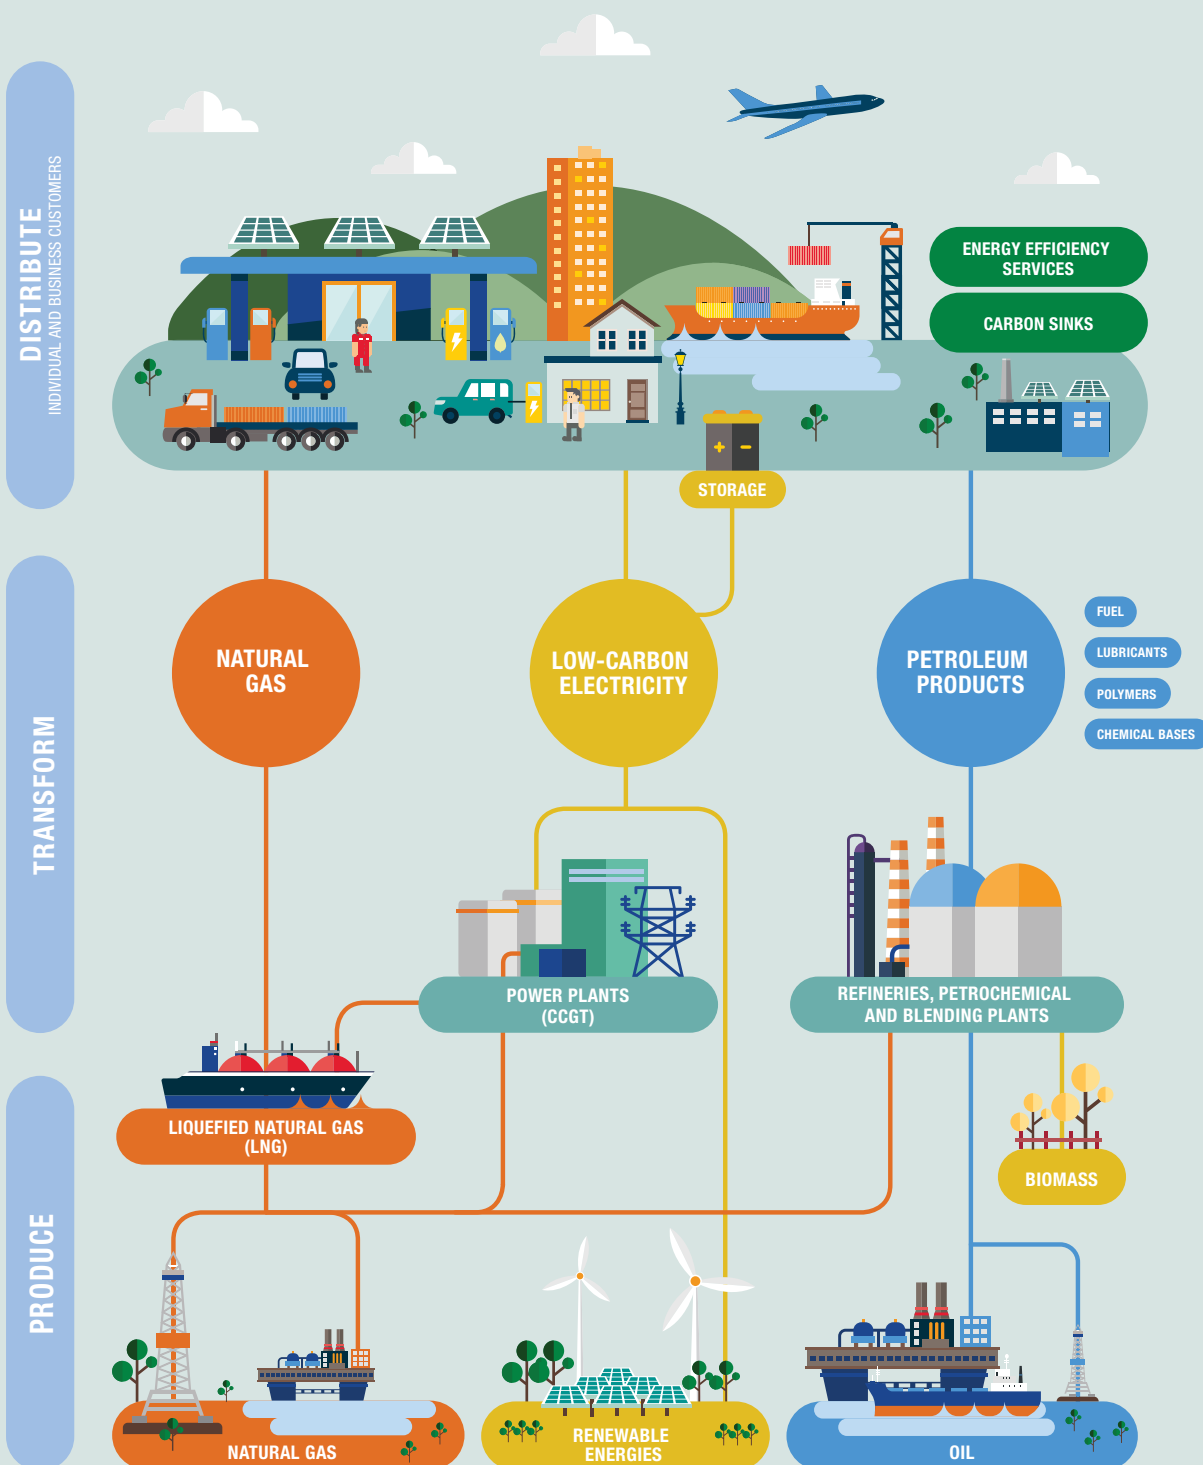 DISTRIBUTE
INDIVIDUAL AND BUSINESS CUSTOMERS
ENERGY EFFICIENCY
SERVICES
CARBON SINKS
STORAGE
TRANSFORM
NATURAL
GAS
LOW-CARBON
ELECTRICITY
PETROLEUM
PRODUCTS
FUEL
LUBRICANTS
POLYMERS
CHEMICAL BASES
POWER PLANTS
(CCGT)
REFINERIES, PETROCHEMICAL
AND BLENDING PLANTS
LIQUEFIED NATURAL GAS
(LNG)
BIOMASS
PRODUCE
NATURAL GAS
RENEWABLE
ENERGIES
OIL